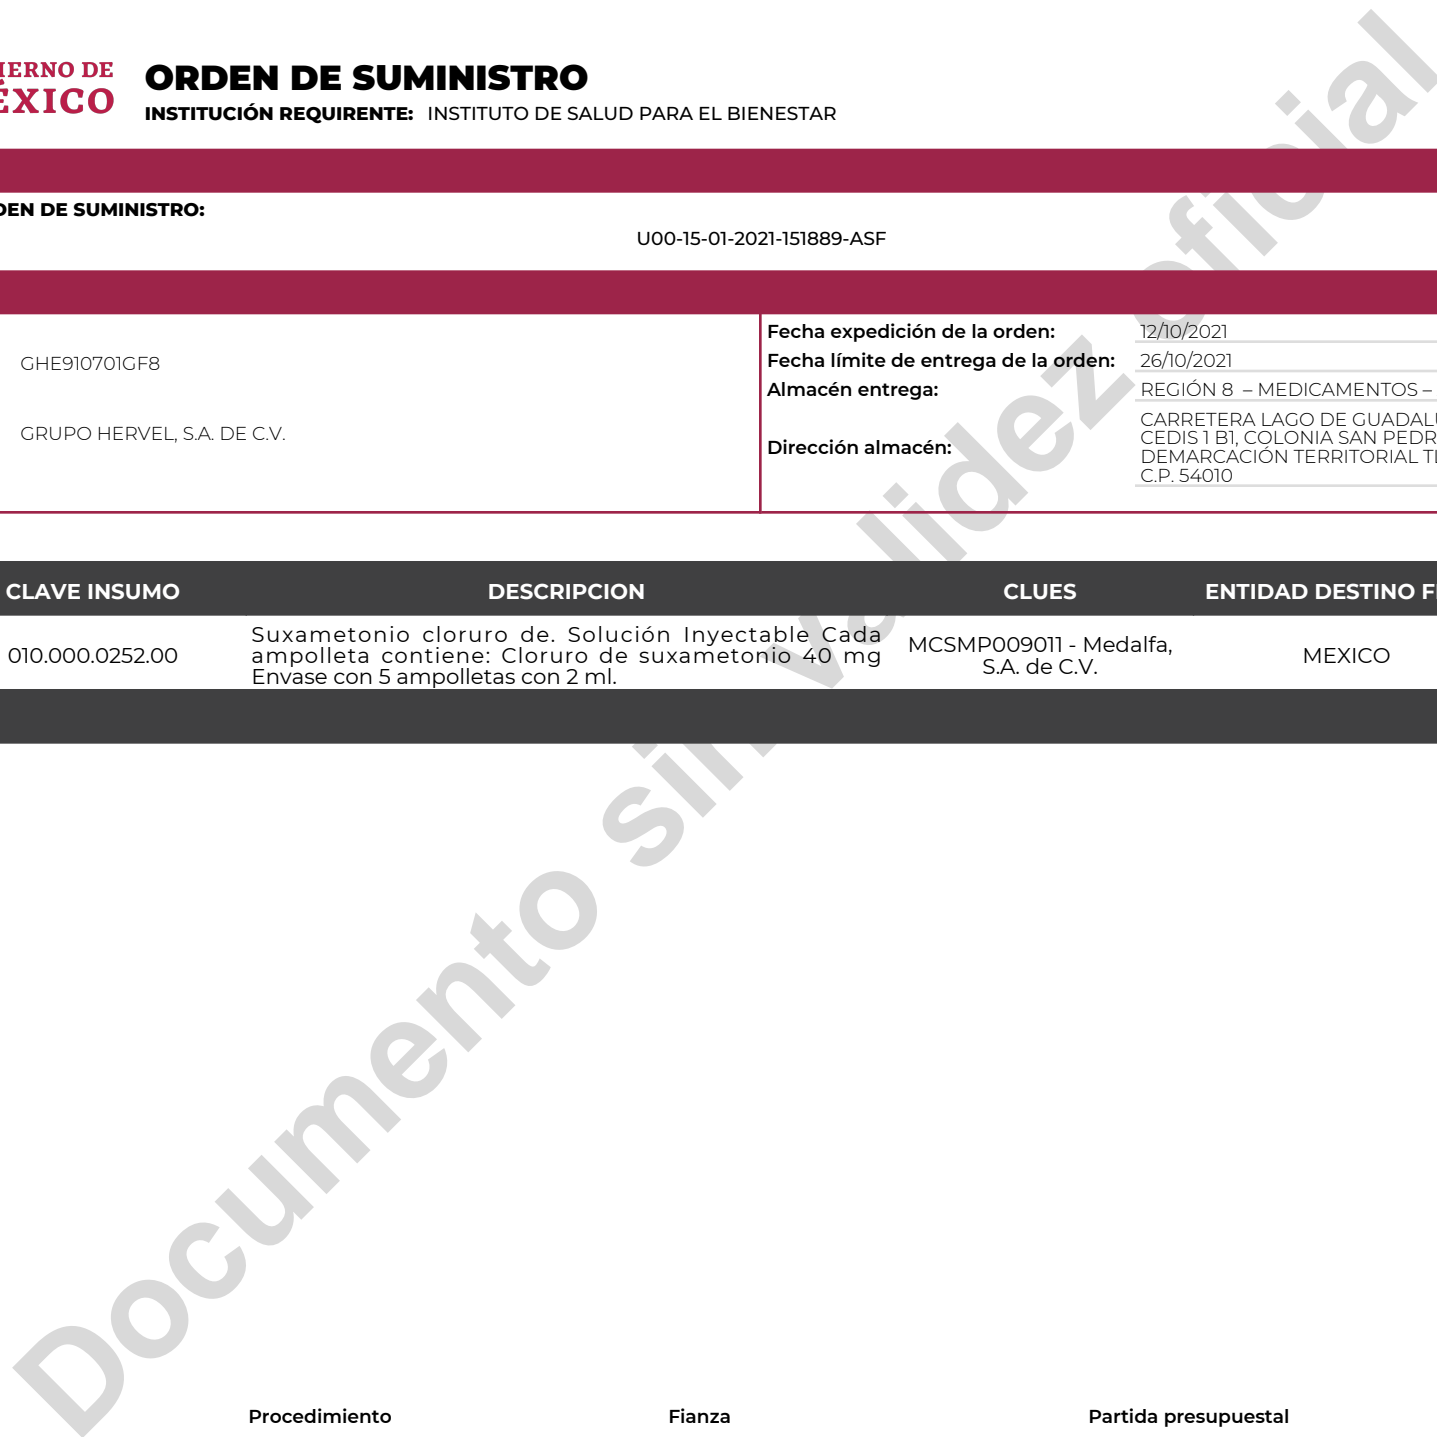 IERNO DE
ÉXICO
ORDEN DE SUMINISTRO
INSTITUCIÓN REQUIRENTE: INSTITUTO DE SALUD PARA EL BIENESTAR
DEN DE SUMINISTRO:
U00-15-01-2021-151889-ASF
GHE910701GF8
GRUPO HERVEL, S.A. DE C.V.
Fecha expedición de la orden: 12/10/2021
Fecha límite de entrega de la orden: 26/10/2021
Almacén entrega: REGIÓN 8 – MEDICAMENTOS –
Dirección almacén:
CARRETERA LAGO DE GUADALU
CEDIS 1 B1, COLONIA SAN PEDR
DEMARCACIÓN TERRITORIAL TL
C.P. 54010
CLAVE INSUMO DESCRIPCION CLUES ENTIDAD DESTINO FI
010.000.0252.00
Suxametonio cloruro de. Solución Inyectable Cada
ampolleta contiene: Cloruro de suxametonio 40 mg
Envase con 5 ampolletas con 2 ml.
MCSMP009011 - Medalfa,
S.A. de C.V.
MEXICO
Documento sin validez oficial
Procedimiento Fianza Partida presupuestal